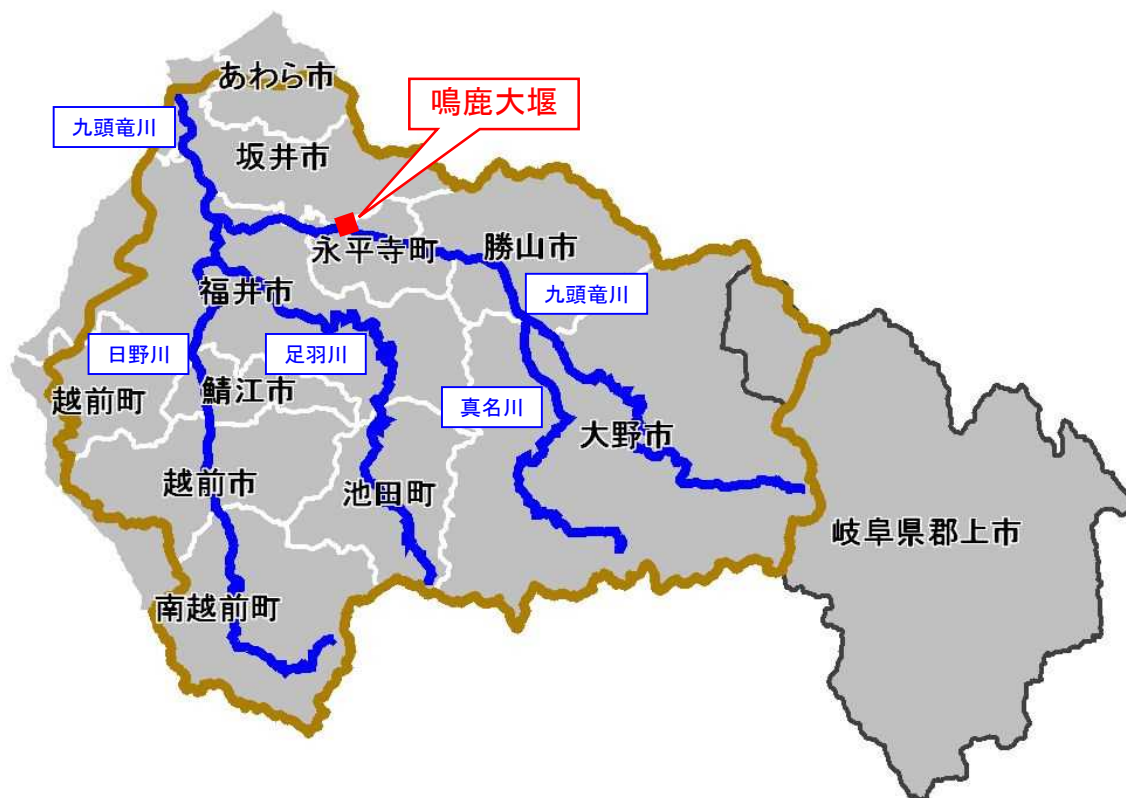 あわら市
鳴鹿大堰
九頭竜川
坂井市
永平寺町
勝山市
福井市
九頭竜川
日野川
足羽川
鯖江市
越前町
真名川
大野市
越前市
池田町
岐阜県郡上市
南越前町